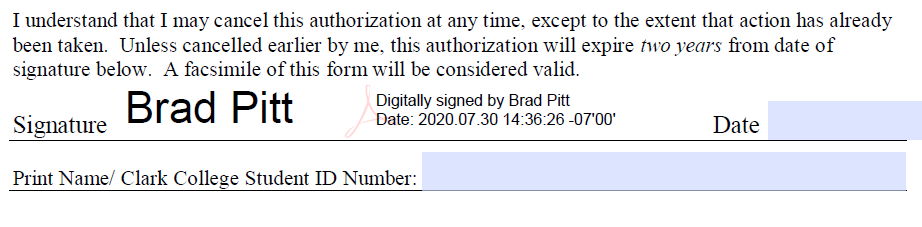 I understand that I may cancel this authorization at any time, except to the extent that action has already
been taken.  Unless cancelled earlier by me, this authorization will expire two years from date of
signature below.  A facsimile of this form will be considered valid.
Signature Brad Pitt Digitally signed by Brad Pitt
Date: 2020.07.30 14:36:26 -07'00' Date
Print Name/ Clark College Student ID Number: